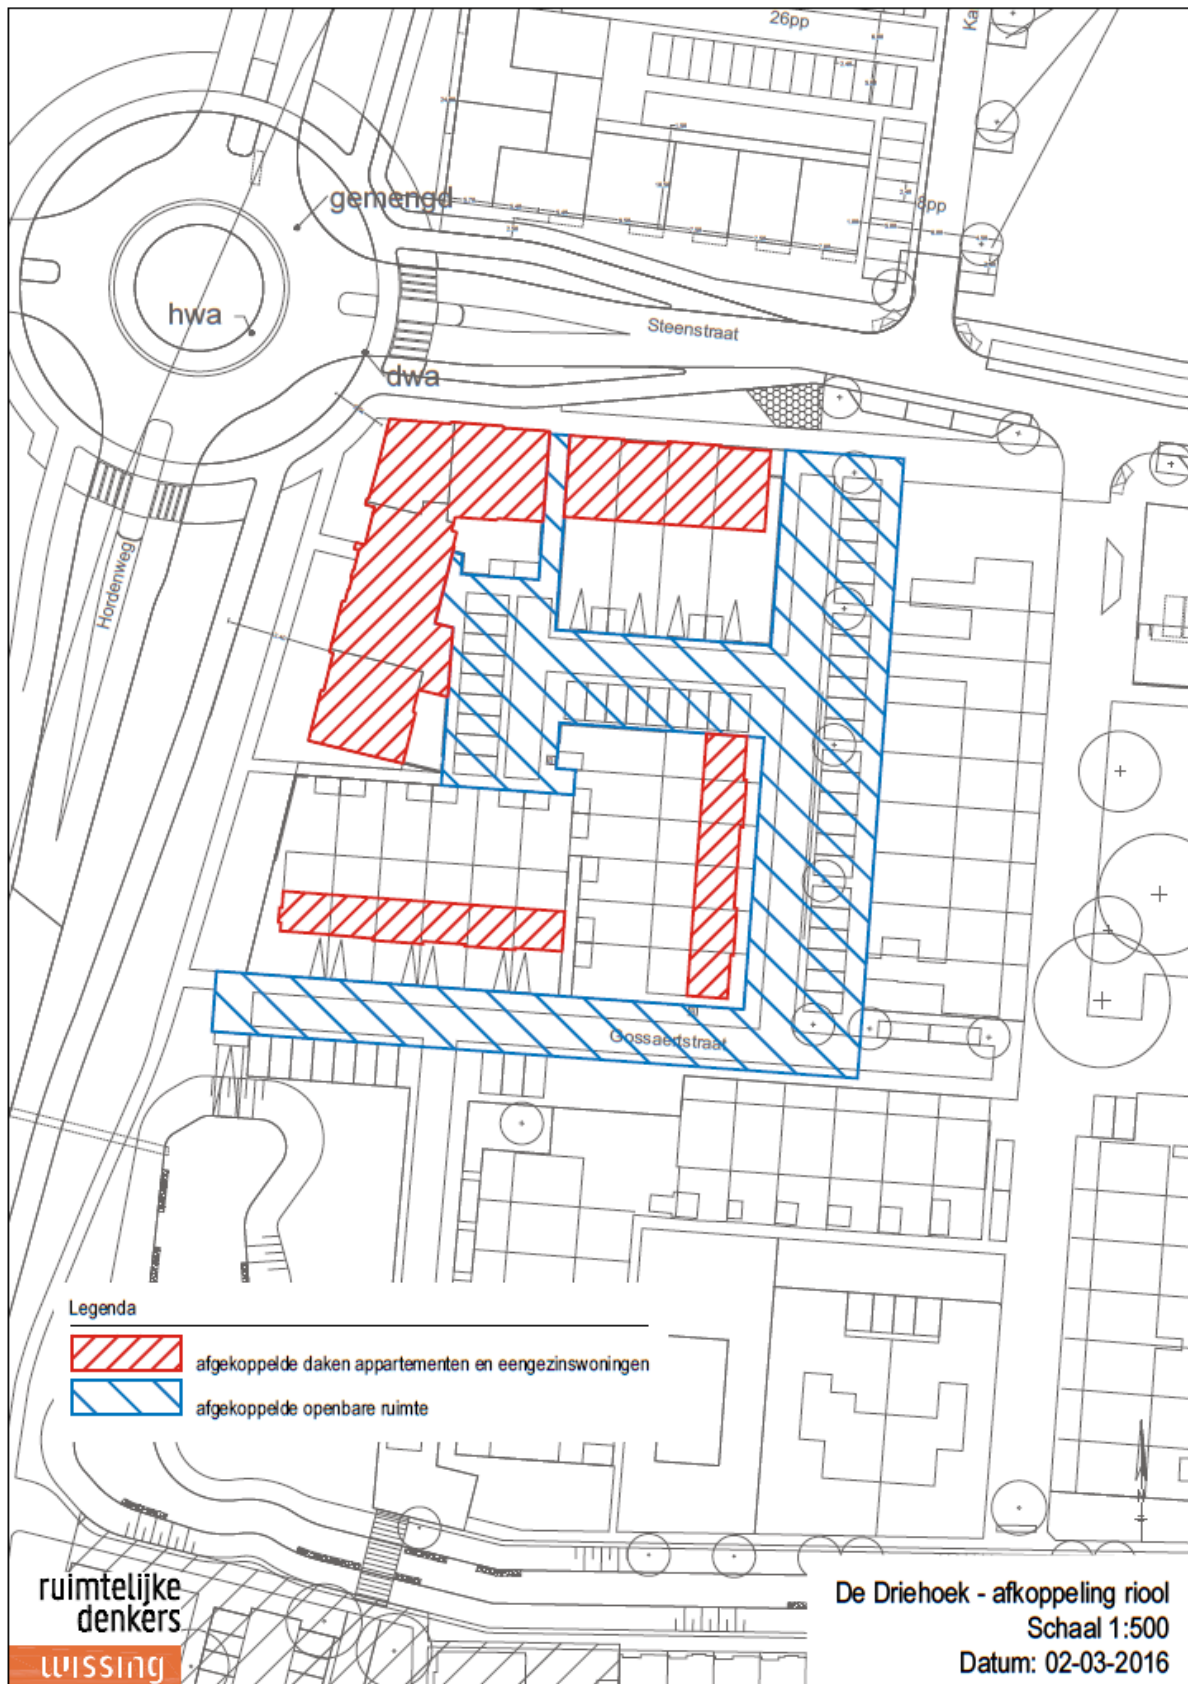 26pp
Ka
8pp
gemengd
hwa
Steenstraat
dwa
Hordenweg
Gossaertstraat
Legenda
afgekoppelde daken appartementen en eengezinswoningen
afgekoppelde openbare ruimte
N
ruimtelijke
denkers
wissing
De Driehoek - afkoppeling riool
Schaal 1:500
Datum: 02-03-2016